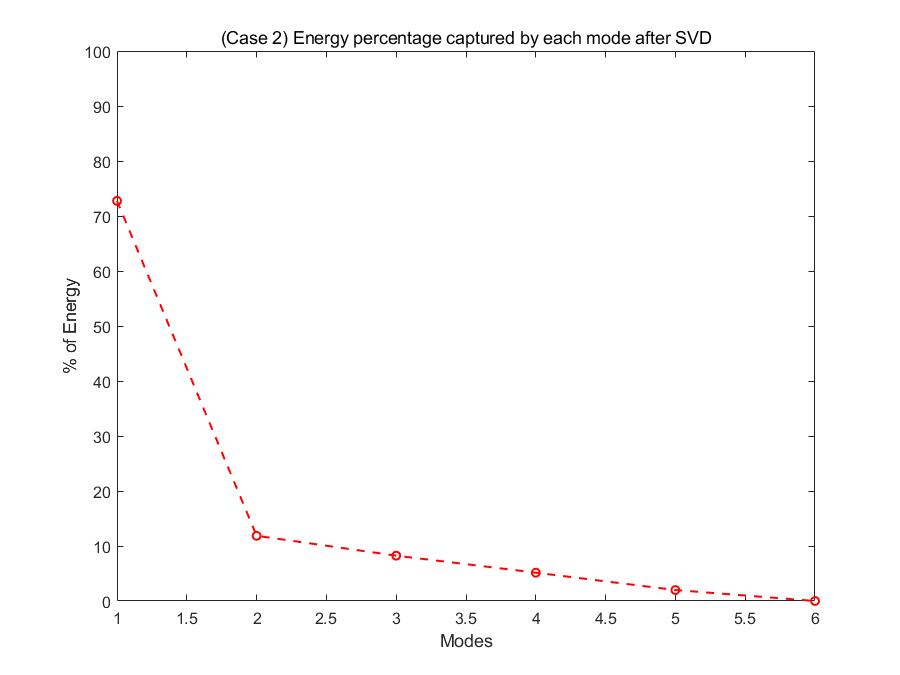 (Case 2) Energy percentage captured by each mode after SVD
100
90
80
70
60
50
40
30
20
10
0
% of Energy
1 1.5 2 2.5 3 3.5 4 4.5 5 5.5 6
Modes